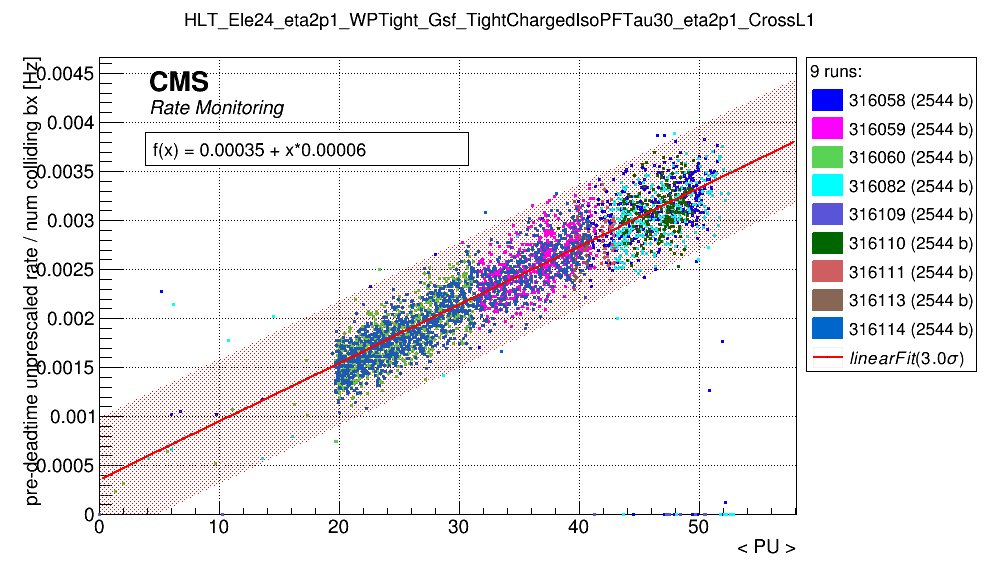 HLT_Ele24_eta2p1_WPTight_Gsf_TightChargedIsoPFTau30_eta2p1_CrossL1
pre-deadtime unprescaled rate / num colliding bx [Hz]
0.0045
0.004
0.0035
0.003
0.0025
0.002
0.0015
0.001
0.0005
0
CMS
Rate Monitoring
f(x) = 0.00035 + x*0.00006
0 10 20 30 40 50
< PU >
9 runs:
316058 (2544 b)
316059 (2544 b)
316060 (2544 b)
316082 (2544 b)
316109 (2544 b)
316110 (2544 b)
316111 (2544 b)
316113 (2544 b)
316114 (2544 b)
linearFit(3.0σ)